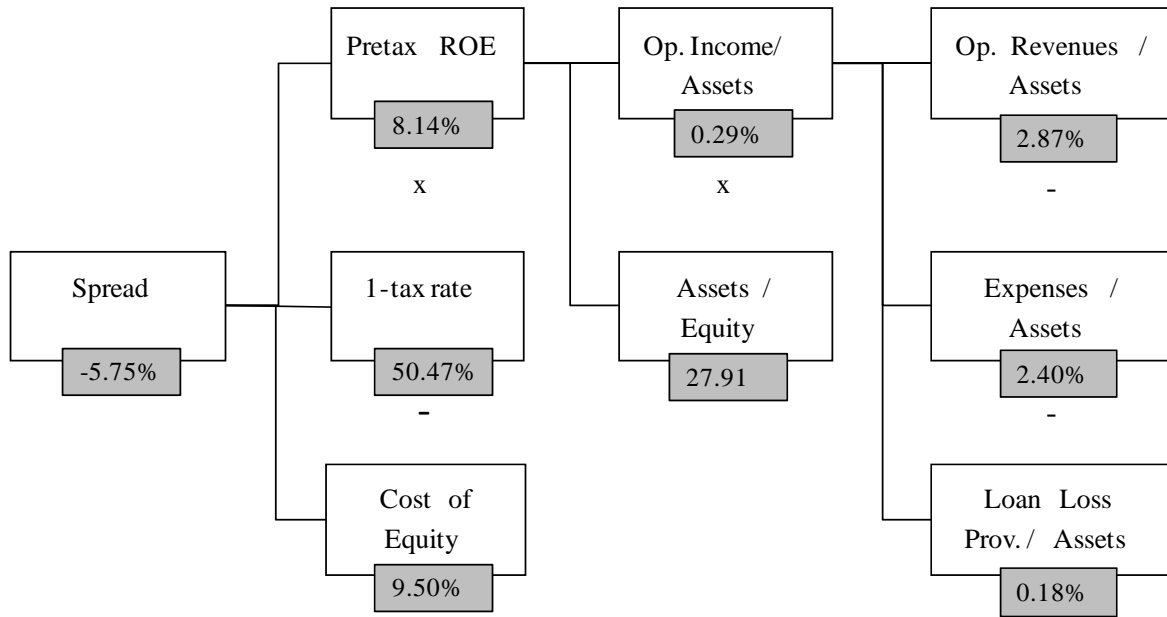 Pretax ROE
8.14%
x
Op. Income/
Assets
0.29%
x
Op. Revenues /
Assets
2.87%
-
Spread
-5.75%
1-tax rate
50.47%
-
Assets /
Equity
27.91
Expenses /
Assets
2.40%
-
Cost of
Equity
9.50%
Loan Loss
Prov. / Assets
0.18%